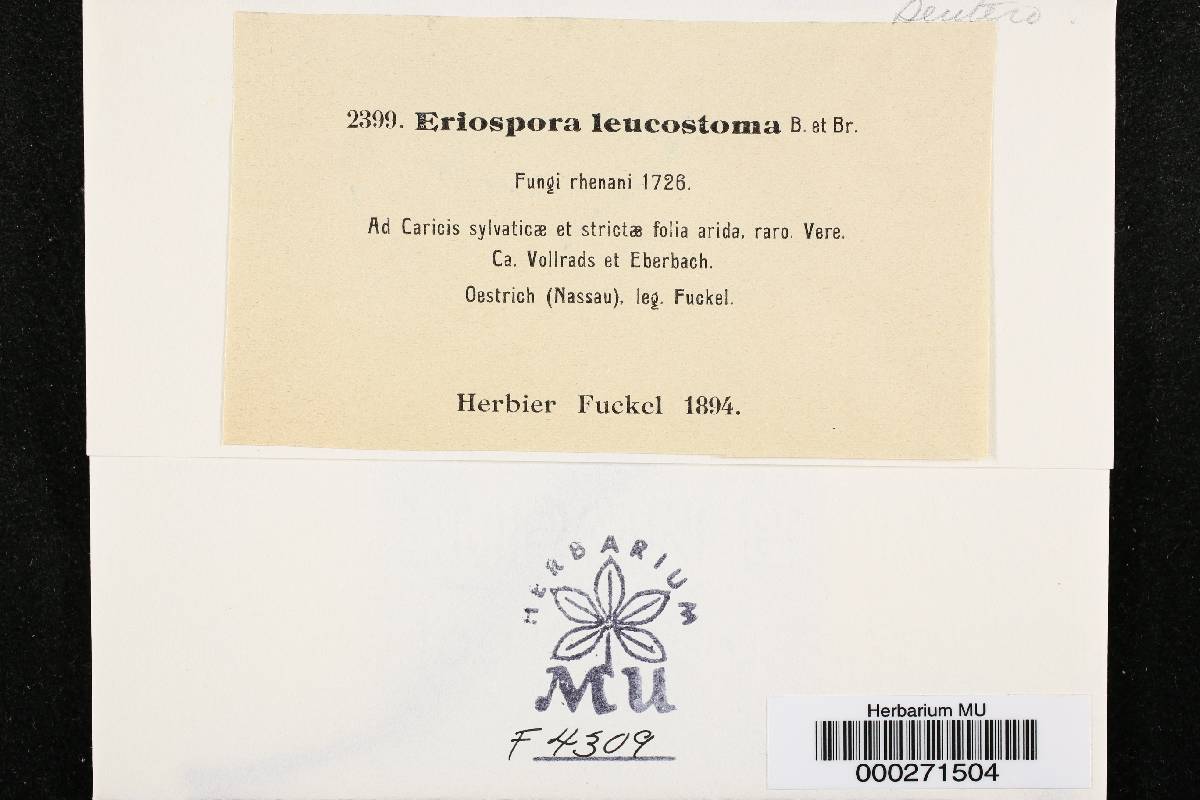 Deutero.
2399. Eriospora leucostoma B. et Br.
Fungi rhenani 1726.
Ad Caricis sylvaticæ et strictæ folia arida, raro. Vere.
Ca. Vollrads et Eberbach.
Oestrich (Nassau), leg. Fuckel.
Herbier Fuckel 1894.
HERBARIUM
MU
F 4309
Herbarium MU
000271504